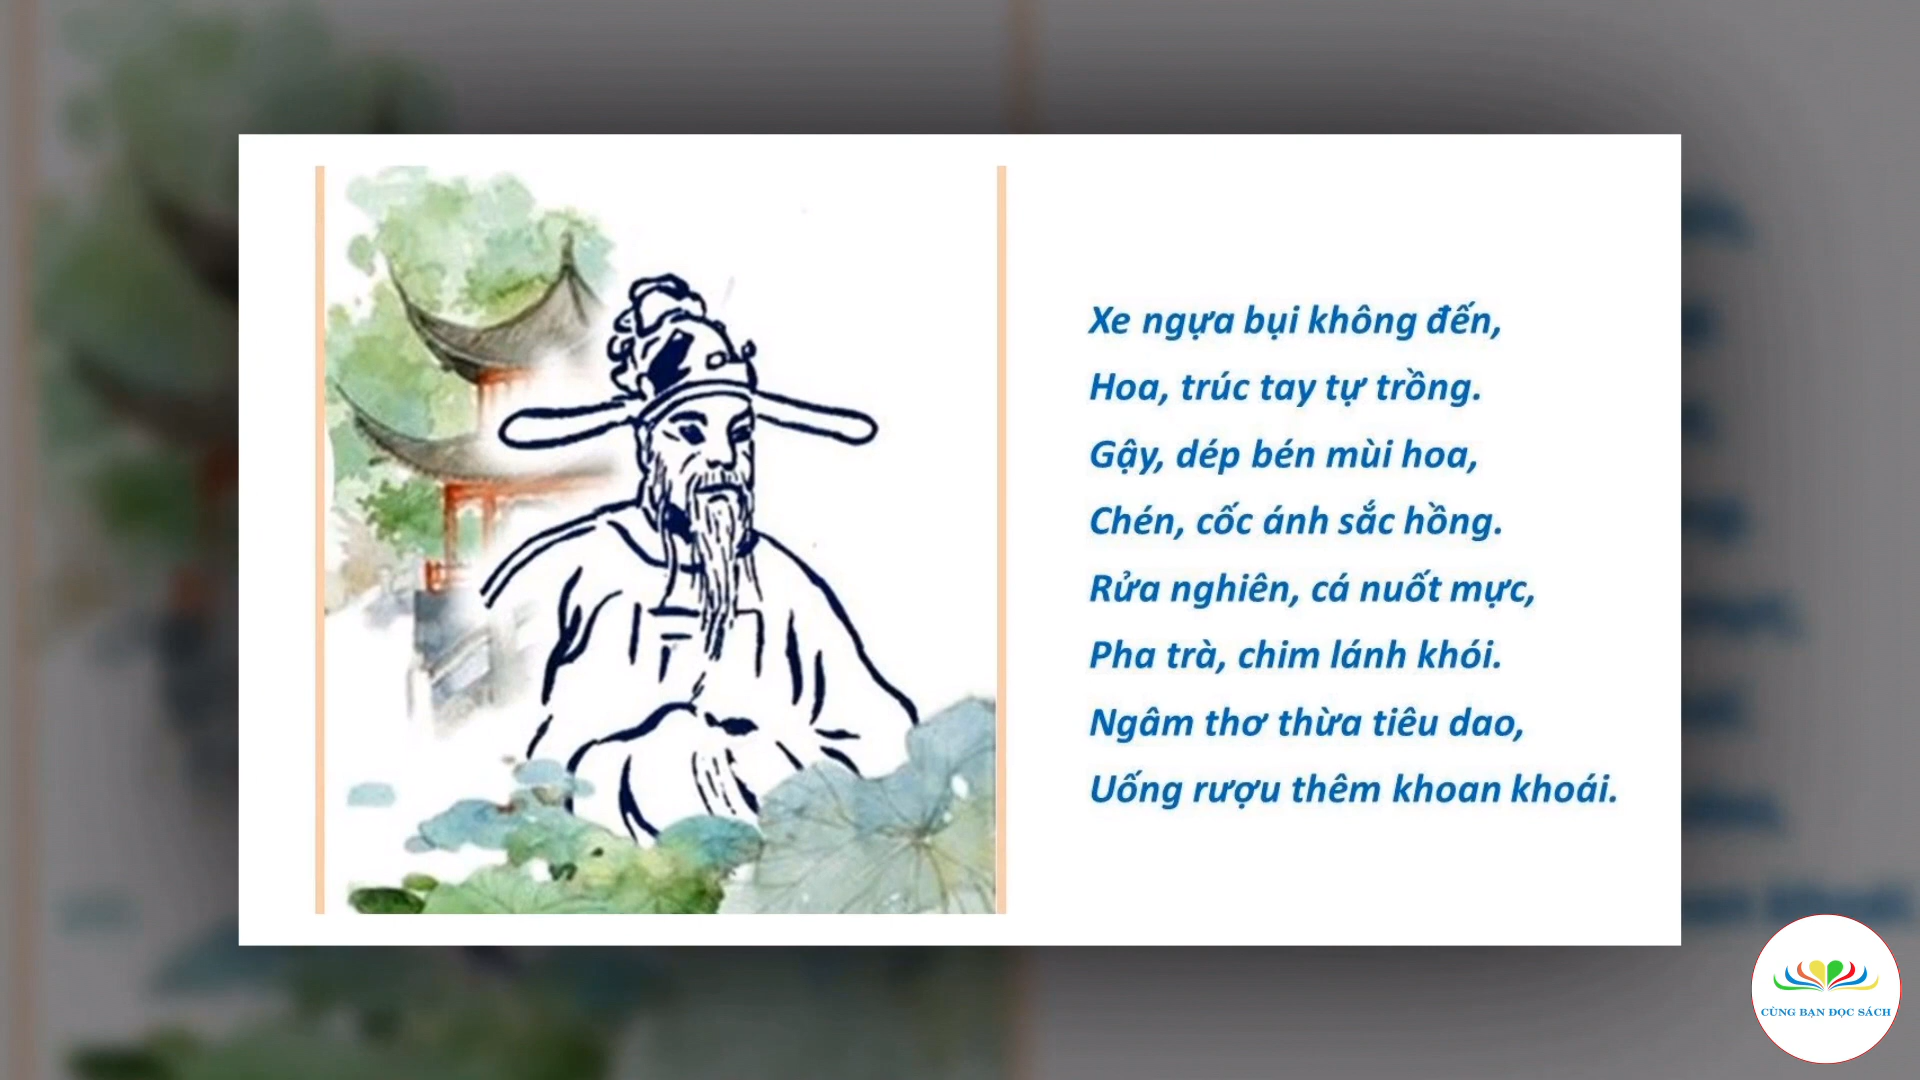 Xe ngựa bụi không đến,
Hoa, trúc tay tự trồng.
Gậy, dép bén mùi hoa,
Chén, cốc ánh sắc hồng.
Rửa nghiên, cá nuốt mực,
Pha trà, chim lánh khói.
Ngâm thơ thừa tiêu dao,
Uống rượu thêm khoan khoái.
CÙNG BẠN ĐỌC SÁCH